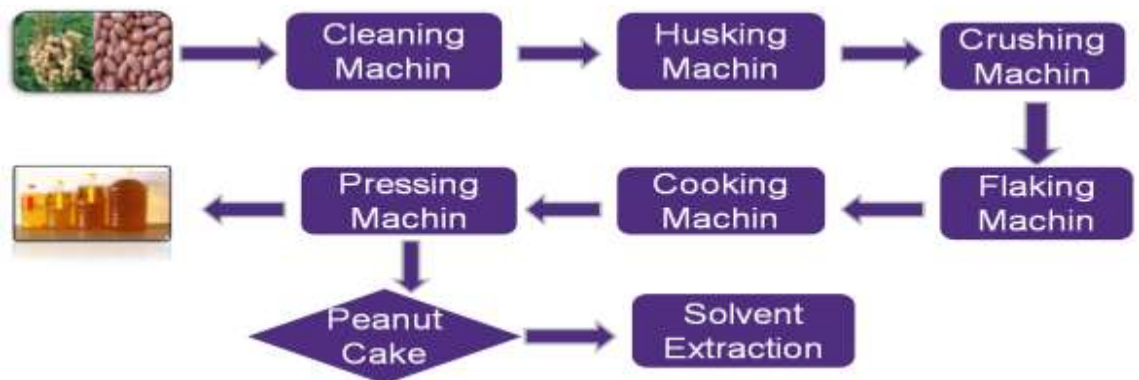 Cleaning
Machin
Husking
Machin
Crushing
Machin
Flaking
Machin
Cooking
Machin
Pressing
Machin
Peanut
Cake
Solvent
Extraction